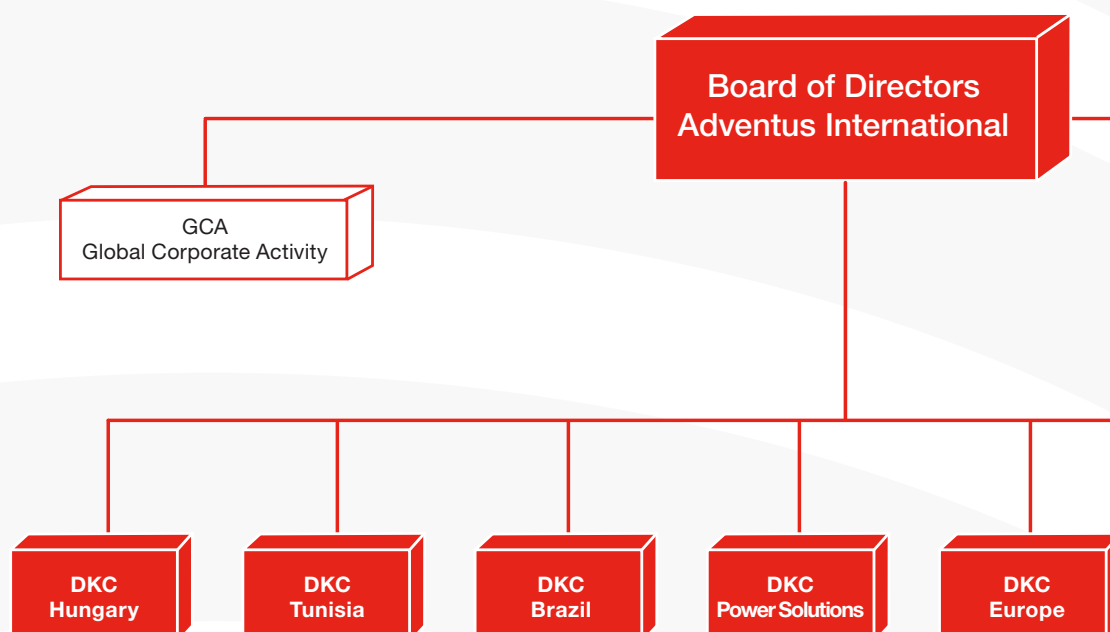 Board of Directors
Adventus International
GCA
Global Corporate Activity
DKC
Hungary
DKC
Tunisia
DKC
Brazil
DKC
Power Solutions
DKC
Europe